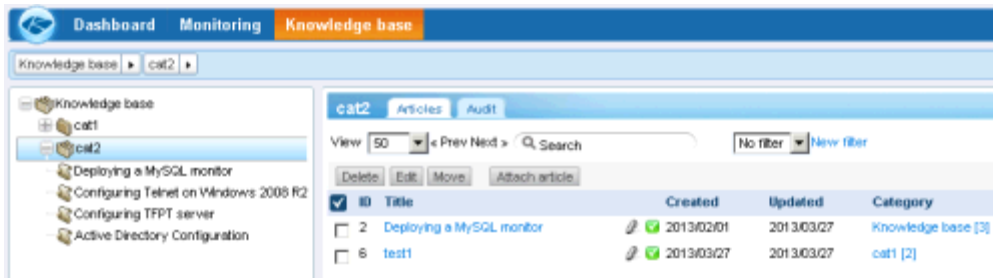 Dashboard Monitoring Knowledge base
Knowledge base cat2
Knowledge base
cat1
cat2
Deploying a MySQL monitor
Configuring Telnet on Windows 2008 R2
Configuring TFPT server
Active Directory Configuration
cat2 Articles Audit
View 50 « Prev Next » Search No filter New filter
Delete Edit Move Attach article
ID Title Created Updated Category
2 Deploying a MySQL monitor 2013/02/01 2013/03/27 Knowledge base [3]
6 test1 2013/03/27 2013/03/27 cat1 [2]